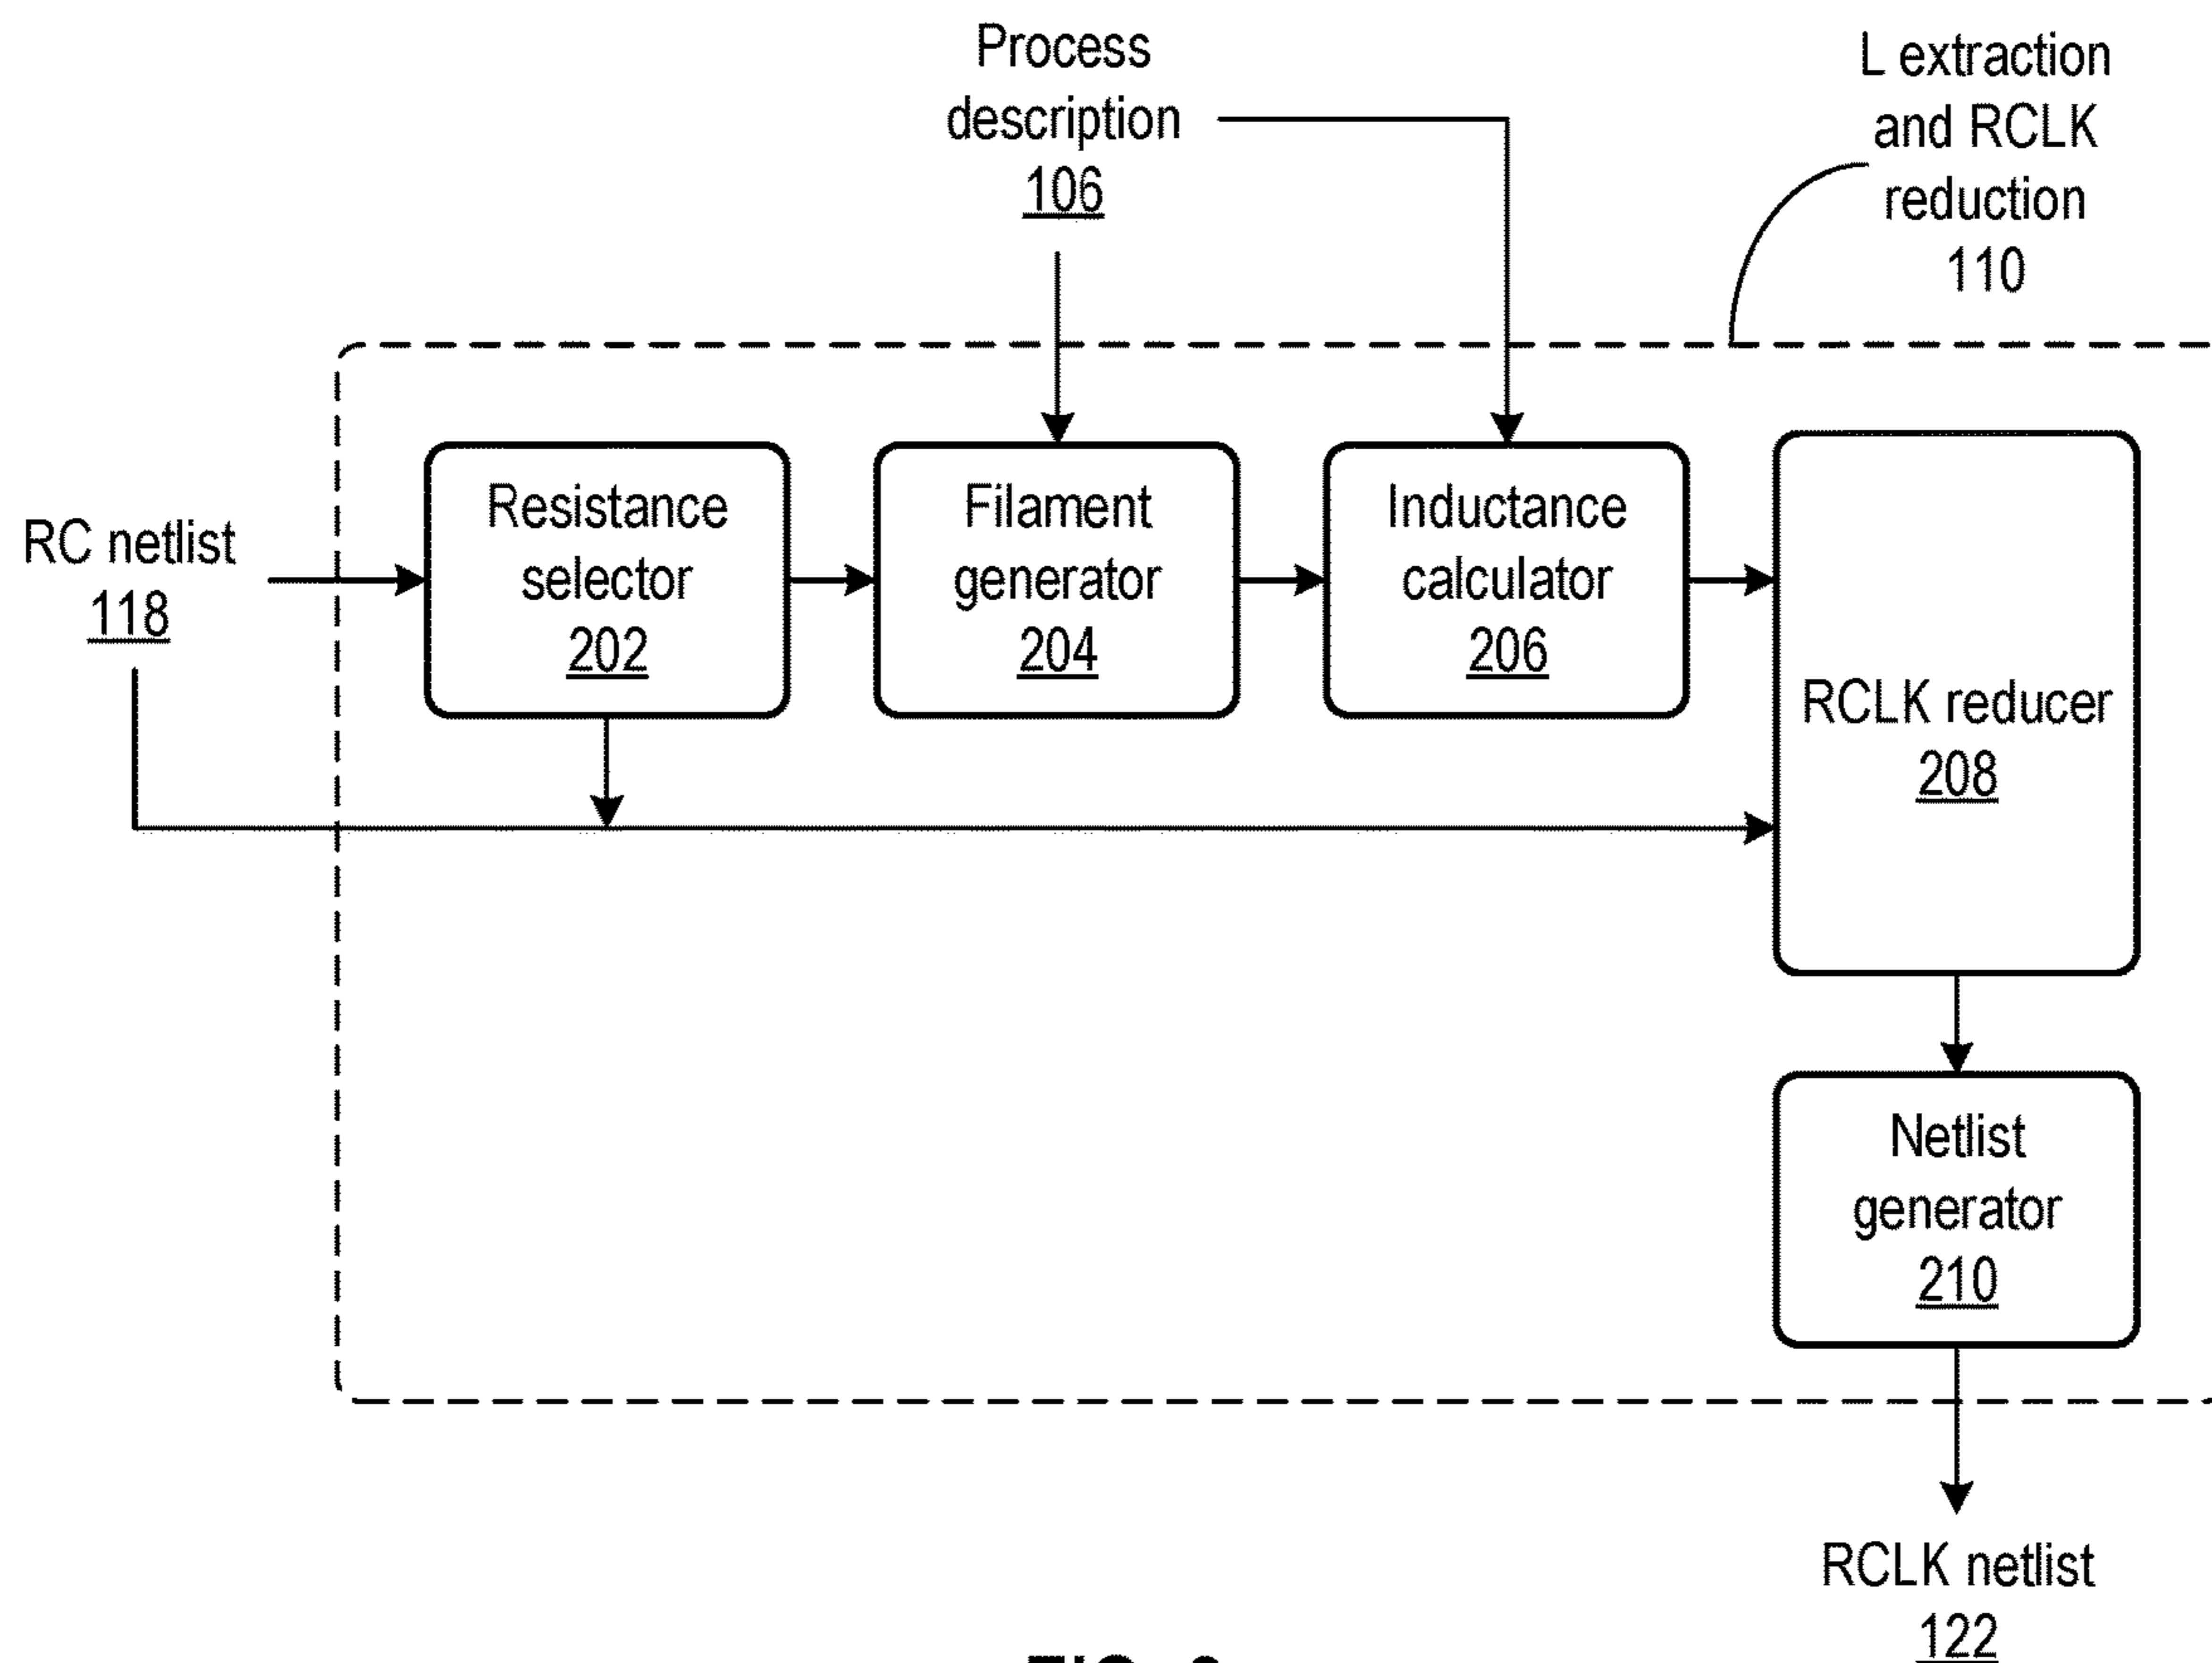 Process
description
106
L extraction
and RCLK
reduction
110
RC netlist
118
Resistance
selector
202
Filament
generator
204
Inductance
calculator
206
RCLK reducer
208
Netlist
generator
210
RCLK netlist
122